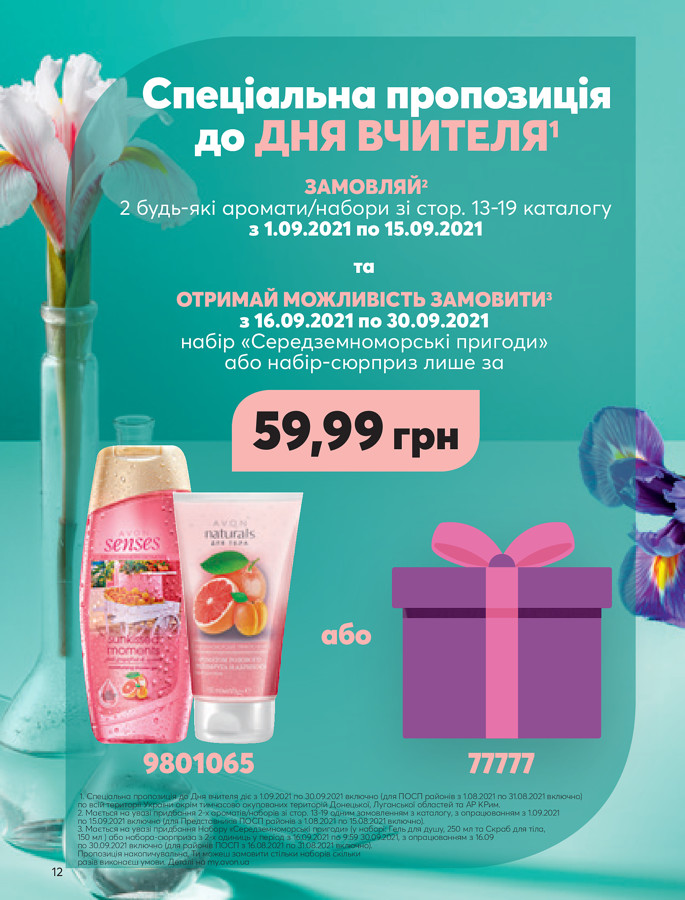 Спеціальна пропозиція
до ДНЯ ВЧИТЕЛЯ¹
ЗАМОВЛЯЙ²
2 будь-які аромати/набори зі стор. 13-19 каталогу
з 1.09.2021 по 15.09.2021
та
ОТРИМАЙ МОЖЛИВІСТЬ ЗАМОВИТИ³
з 16.09.2021 по 30.09.2021
набір «Середземноморські пригоди»
або набір-сюрприз лише за
59,99 грн
AVON
senses
sunkissed
moments
AVON
naturals
ДЛЯ ТІЛА
або
9801065
77777
1. Спеціальна пропозиція до Дня вчителя діє з 1.09.2021 по 30.09.2021 включно (для ПОСП районів з 1.08.2021 по 31.08.2021 включно)
по всій території України окрім тимчасово окупованих територій Донецької, Луганської областей та АР КРим.
2. Мається на увазі придбання 2-х ароматів/наборів зі стор. 13-19 одним замовленням з каталогу, з опрацюванням з 1.09.2021
по 15.09.2021 включно (для Представників ПОСП районів з 1.08.2021 по 15.08.2021 включно).
3. Мається на увазі придбання Набору «Середземноморські пригоди» (у наборі: Гель для душу, 250 мл та Скраб для тіла,
150 мл ) або набора-сюрприза з 2-х одиниць у період з 16.09.2021 по 9:59 30.09.2021, з опрацюванням з 16.09
по 30.09.2021 включно (для районів ПОСП з 16.08.2021 по 31.08.2021 включно).
Пропозиція накопичувальна. Ти можеш замовити стільки наборів скільки
разів виконаєш умови. Деталі на my.avon.ua
12